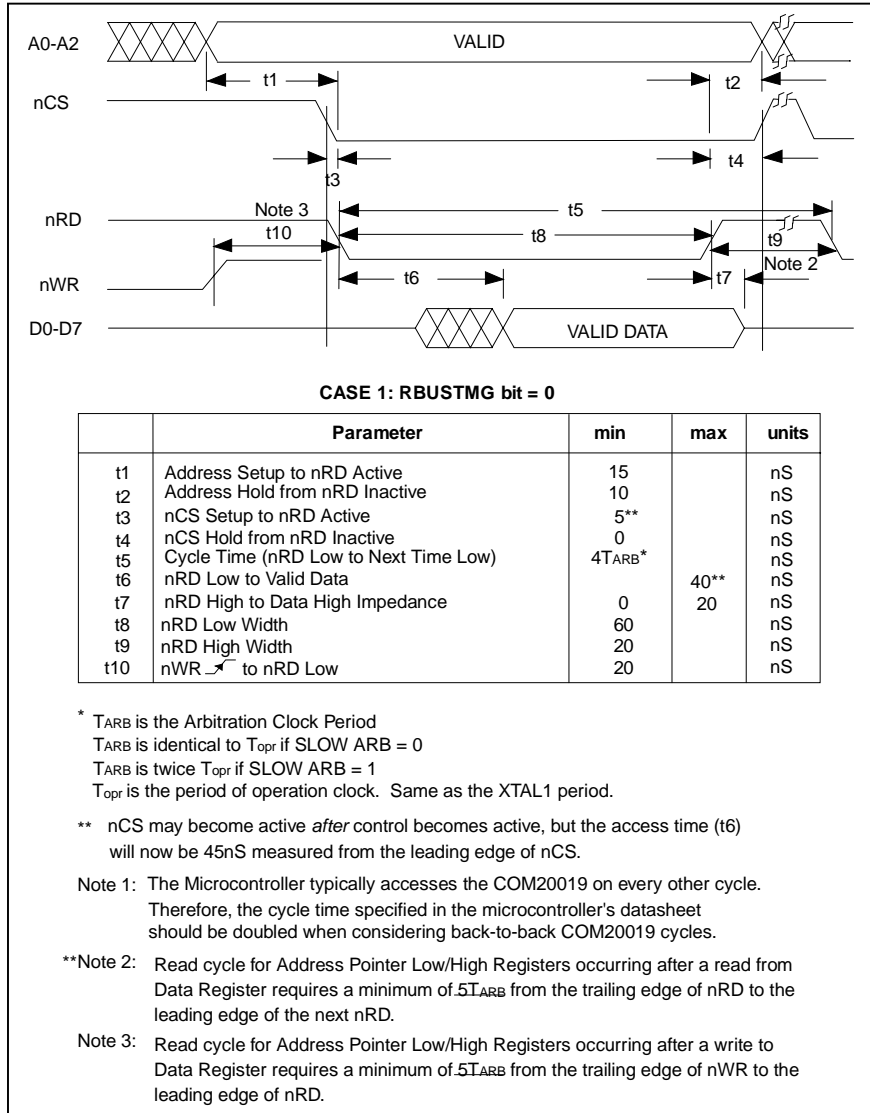 A0-A2
VALID
t1
t2
nCS
t3
t4
nRD
Note 3
t5
t10
t8
t9
nWR
t6
t7
Note 2
D0-D7
VALID DATA
CASE 1: RBUSTMG bit = 0
Parameter min max units
t1 Address Setup to nRD Active 15 nS
t2 Address Hold from nRD Inactive 10 nS
t3 nCS Setup to nRD Active 5** nS
t4 nCS Hold from nRD Inactive 0 nS
t5 Cycle Time (nRD Low to Next Time Low) 4TARB* nS
t6 nRD Low to Valid Data 40** nS
t7 nRD High to Data High Impedance 0 20 nS
t8 nRD Low Width 60 nS
t9 nRD High Width 20 nS
t10 nWR to nRD Low 20 nS
* TARB is the Arbitration Clock Period
TARB is identical to Topr if SLOW ARB = 0
TARB is twice Topr if SLOW ARB = 1
Topr is the period of operation clock. Same as the XTAL1 period.
** nCS may become active after control becomes active, but the access time (t6)
will now be 45nS measured from the leading edge of nCS.
Note 1: The Microcontroller typically accesses the COM20019 on every other cycle.
Therefore, the cycle time specified in the microcontroller's datasheet
should be doubled when considering back-to-back COM20019 cycles.
**Note 2: Read cycle for Address Pointer Low/High Registers occurring after a read from
Data Register requires a minimum of 5TARB from the trailing edge of nRD to the
leading edge of the next nRD.
Note 3: Read cycle for Address Pointer Low/High Registers occurring after a write to
Data Register requires a minimum of 5TARB from the trailing edge of nWR to the
leading edge of nRD.